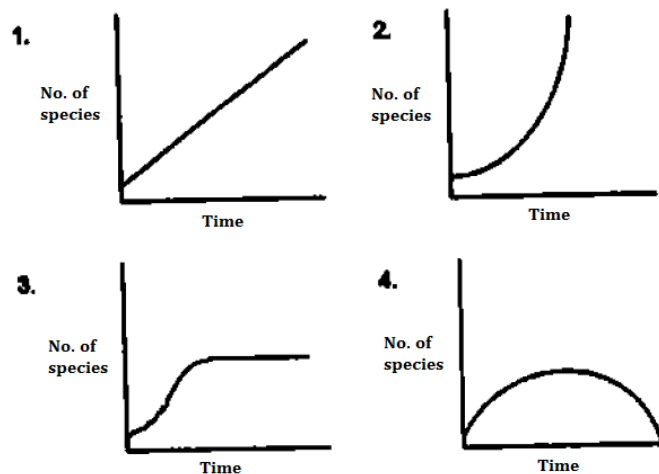 1.
No. of
species
Time
2.
No. of
species
Time
3.
No. of
species
Time
4.
No. of
species
Time